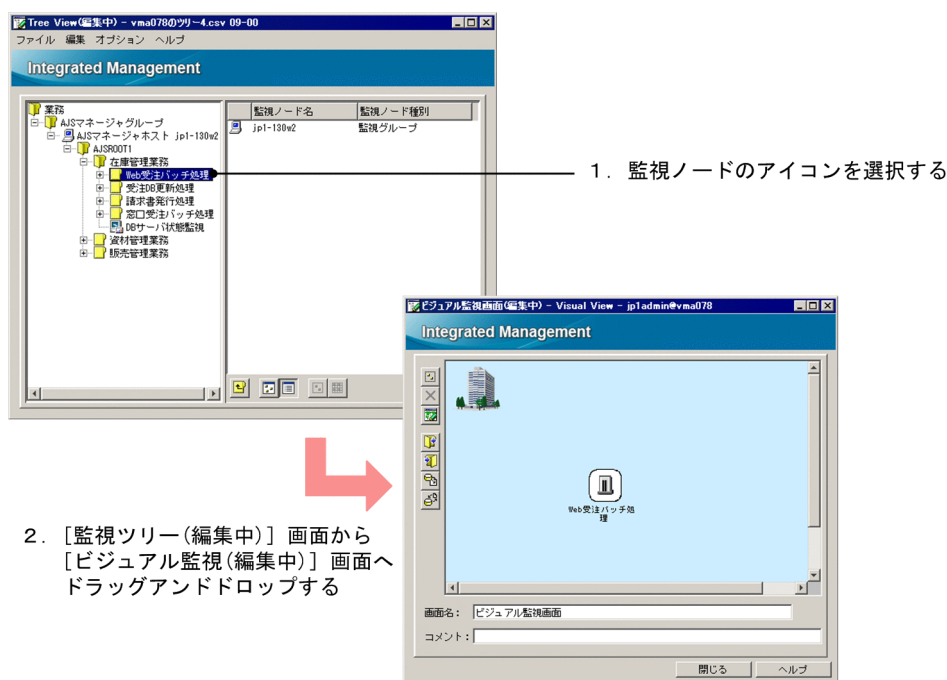 Tree View(編集中) - vma078のツリー4.csv 09-00
ファイル 編集 オプション ヘルプ
Integrated Management
業務
AJSマネージャグループ
AJSマネージャホスト jp1-130w2
AJSROOT1
在庫管理業務
Web受注バッチ処理
受注DB更新処理
請求書発行処理
窓口受注バッチ処理
DBサーバ状態監視
資材管理業務
販売管理業務
監視ノード名 監視ノード種別
jp1-130w2 監視グループ
1. 監視ノードのアイコンを選択する
ビジュアル監視画面(編集中) - Visual View - jp1admin@vma078
Integrated Management
Web受注バッチ処
理
画面名: ビジュアル監視画面
コメント:
閉じる ヘルプ
2. [監視ツリー(編集中)] 画面から
[ビジュアル監視(編集中)] 画面へ
ドラッグアンドドロップする